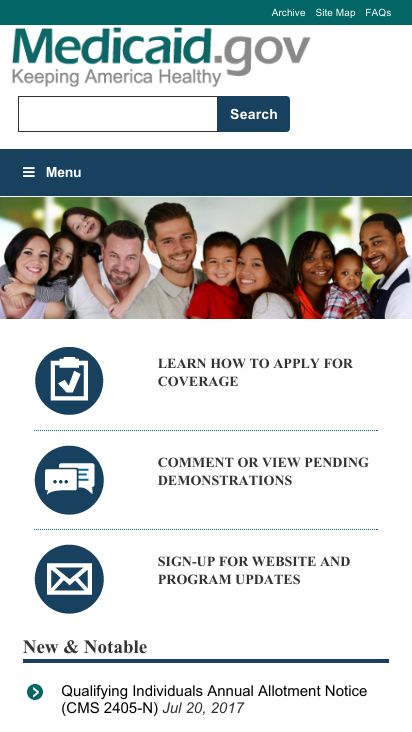 Archive Site Map FAQs
Medicaid.gov
Keeping America Healthy
Search
Menu
LEARN HOW TO APPLY FOR
COVERAGE
COMMENT OR VIEW PENDING
DEMONSTRATIONS
SIGN-UP FOR WEBSITE AND
PROGRAM UPDATES
New & Notable
Qualifying Individuals Annual Allotment Notice
(CMS 2405-N) Jul 20, 2017